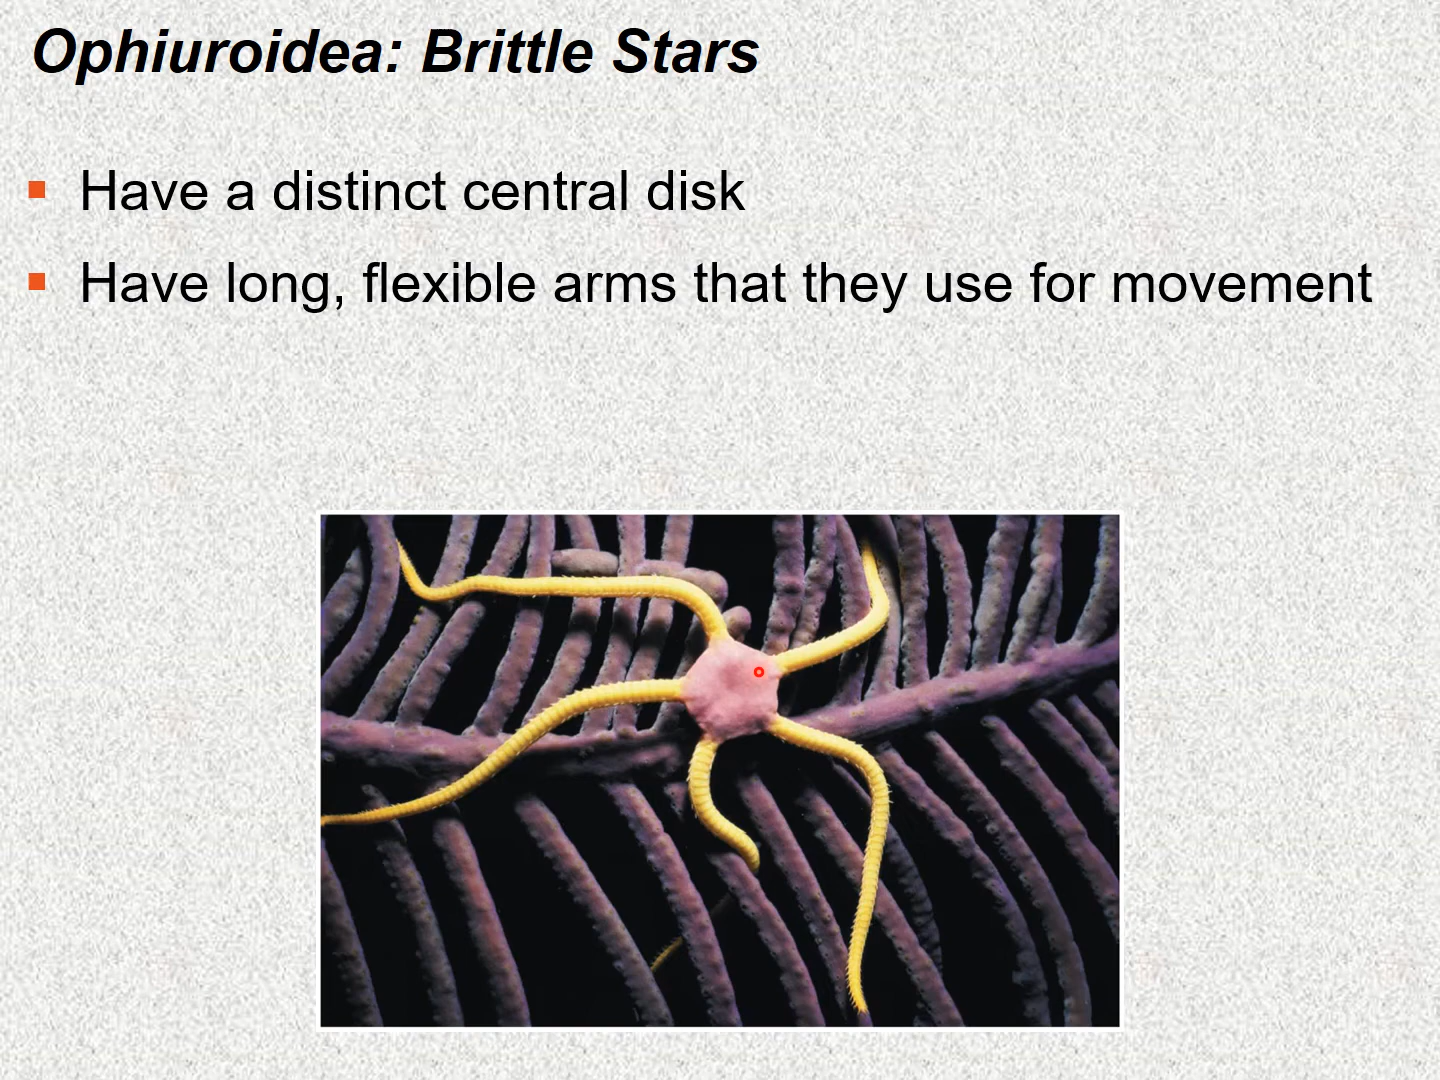 Ophiuroidea: Brittle Stars
Have a distinct central disk
Have long, flexible arms that they use for movement